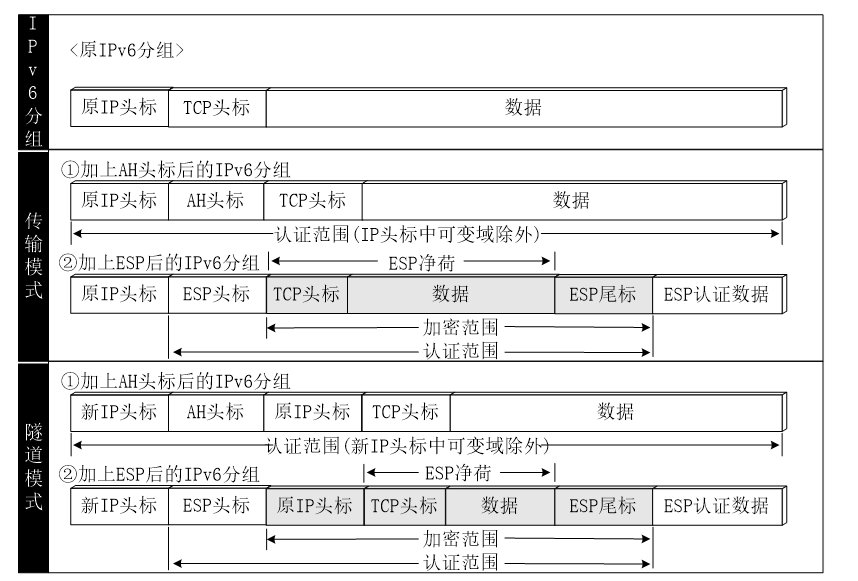 IPv6分组
<原IPv6分组>
原IP头标 TCP头标 数据
传输模式
①加上AH头标后的IPv6分组
原IP头标 AH头标 TCP头标 数据
认证范围(IP头标中可变域除外)
②加上ESP后的IPv6分组 ESP净荷
原IP头标 ESP头标 TCP头标 数据 ESP尾标 ESP认证数据
加密范围
认证范围
隧道模式
①加上AH头标后的IPv6分组
新IP头标 AH头标 原IP头标 TCP头标 数据
认证范围(新IP头标中可变域除外)
②加上ESP后的IPv6分组 ESP净荷
新IP头标 ESP头标 原IP头标 TCP头标 数据 ESP尾标 ESP认证数据
加密范围
认证范围